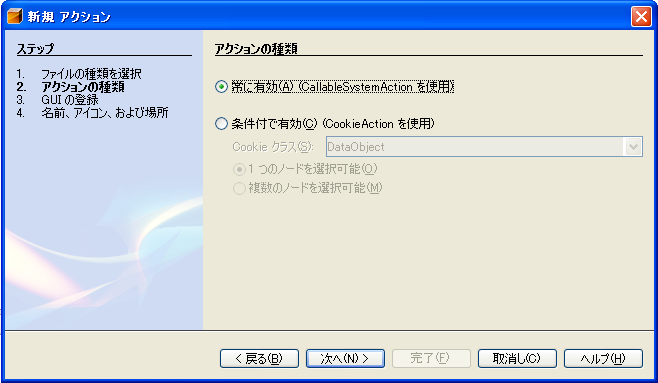 新規 アクション
ステップ
1. ファイルの種類を選択
2. アクションの種類
3. GUI の登録
4. 名前、アイコン、および場所
アクションの種類
常に有効(A) (CallableSystemAction を使用)
条件付で有効(C) (CookieAction を使用)
Cookie クラス(S): DataObject
1 つのノードを選択可能(O)
複数のノードを選択可能(M)
< 戻る(B) 次へ(N) > 完了(F) 取消し(C) ヘルプ(H)